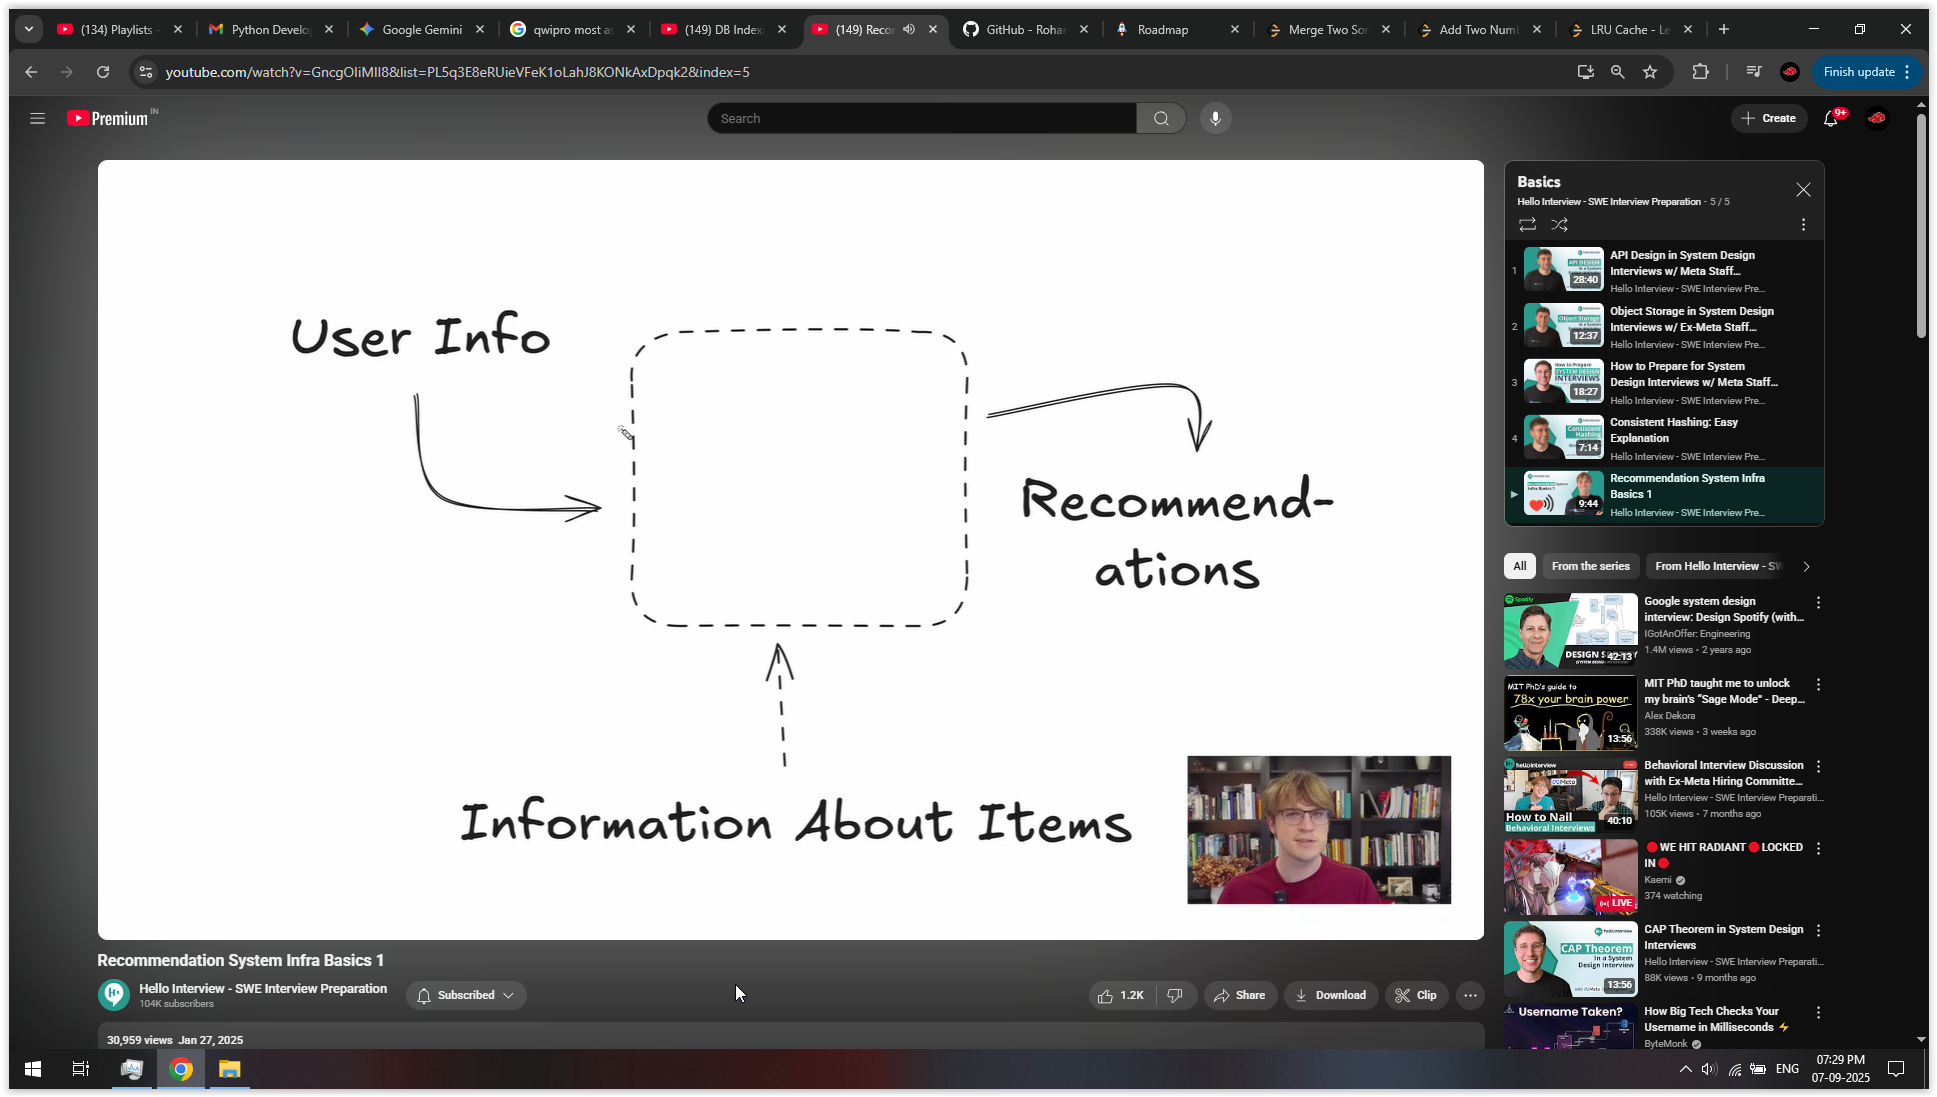 (134) Playlists -
Python Develo
Google Gemini
qwipro most as
(149) DB Indexi
(149) Recor
GitHub - Rohar
Roadmap
Merge Two Sor
Add Two Numb
LRU Cache - Le
youtube.com/watch?v=GncgOIiMII8&list=PL5q3E8eRUieVFeK1oLahJ8KONkAxDpqk2&index=5
Finish update
Premium IN
Search
Create
9+
User Info
Recommend-
ations
Information About Items
Recommendation System Infra Basics 1
Hello Interview - SWE Interview Preparation
104K subscribers
Subscribed
1.2K
Share
Download
Clip
30,959 views Jan 27, 2025
Basics
Hello Interview - SWE Interview Preparation - 5 / 5
1
28:40
API Design in System Design
Interviews w/ Meta Staff...
Hello Interview - SWE Interview Pre...
2
12:37
Object Storage in System Design
Interviews w/ Ex-Meta Staff...
Hello Interview - SWE Interview Pre...
3
18:27
How to Prepare for System
Design Interviews w/ Meta Staff...
Hello Interview - SWE Interview Pre...
4
7:14
Consistent Hashing: Easy
Explanation
Hello Interview - SWE Interview Pre...
9:44
Recommendation System Infra
Basics 1
Hello Interview - SWE Interview Pre...
All
From the series
From Hello Interview - SW
Spotify
42:13
Google system design
interview: Design Spotify (with...
IGotAnOffer: Engineering
1.4M views • 2 years ago
MIT PhD's guide to
78x your brain power
13:56
MIT PhD taught me to unlock
my brain's "Sage Mode" - Deep...
Alex Dekora
338K views • 3 weeks ago
hellointerview
Meta
How to Nail
Behavioral Interviews
40:10
Behavioral Interview Discussion
with Ex-Meta Hiring Committe...
Hello Interview - SWE Interview Preparati...
105K views • 7 months ago
LIVE
🔴WE HIT RADIANT🔴LOCKED
IN🔴
Kaemi
374 watching
hellointerview
CAP Theorem
In a System
Design Interview
13:56
CAP Theorem in System Design
Interviews
Hello Interview - SWE Interview Preparati...
88K views • 9 months ago
Username Taken?
How Big Tech Checks Your
Username in Milliseconds ⚡
ByteMonk
ENG
07:29 PM
07-09-2025